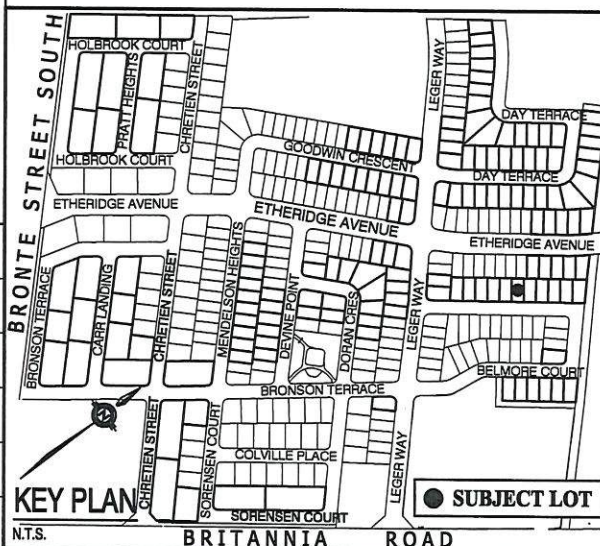 BRONTE STREET SOUTH
HOLBROOK COURT
PRATT HEIGHTS
CHRETIEN STREET
HOLBROOK COURT
LEGER WAY
DAY TERRACE
GOODWIN CRESCENT
DAY TERRACE
ETHERIDGE AVENUE
ETHERIDGE AVENUE
ETHERIDGE AVENUE
BRONSON TERRACE
CARR LANDING
CHRETIEN STREET
MENDELSON HEIGHTS
DEVINE POINT
DORAN CRES
LEGER WAY
BELMORE COURT
BRONSON TERRACE
N
CHRETIEN STREET
SORENSEN COURT
COLVILLE PLACE
LEGER WAY
KEY PLAN
SORENSEN COURT
SUBJECT LOT
N.T.S.
BRITANNIA ROAD